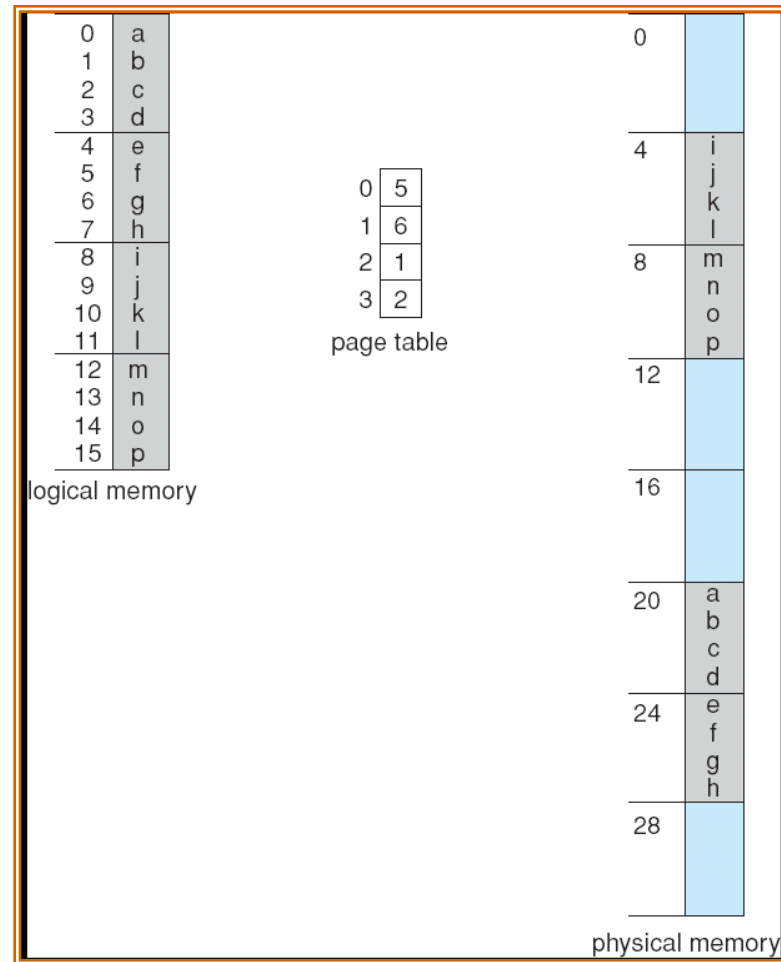 0 a
1 b
2 c
3 d
4 e
5 f
6 g
7 h
8 i
9 j
10 k
11 l
12 m
13 n
14 o
15 p
logical memory
0 5
1 6
2 1
3 2
page table
0
4 i
j
k
l
8 m
n
o
p
12
16
20 a
b
c
d
24 e
f
g
h
28
physical memory